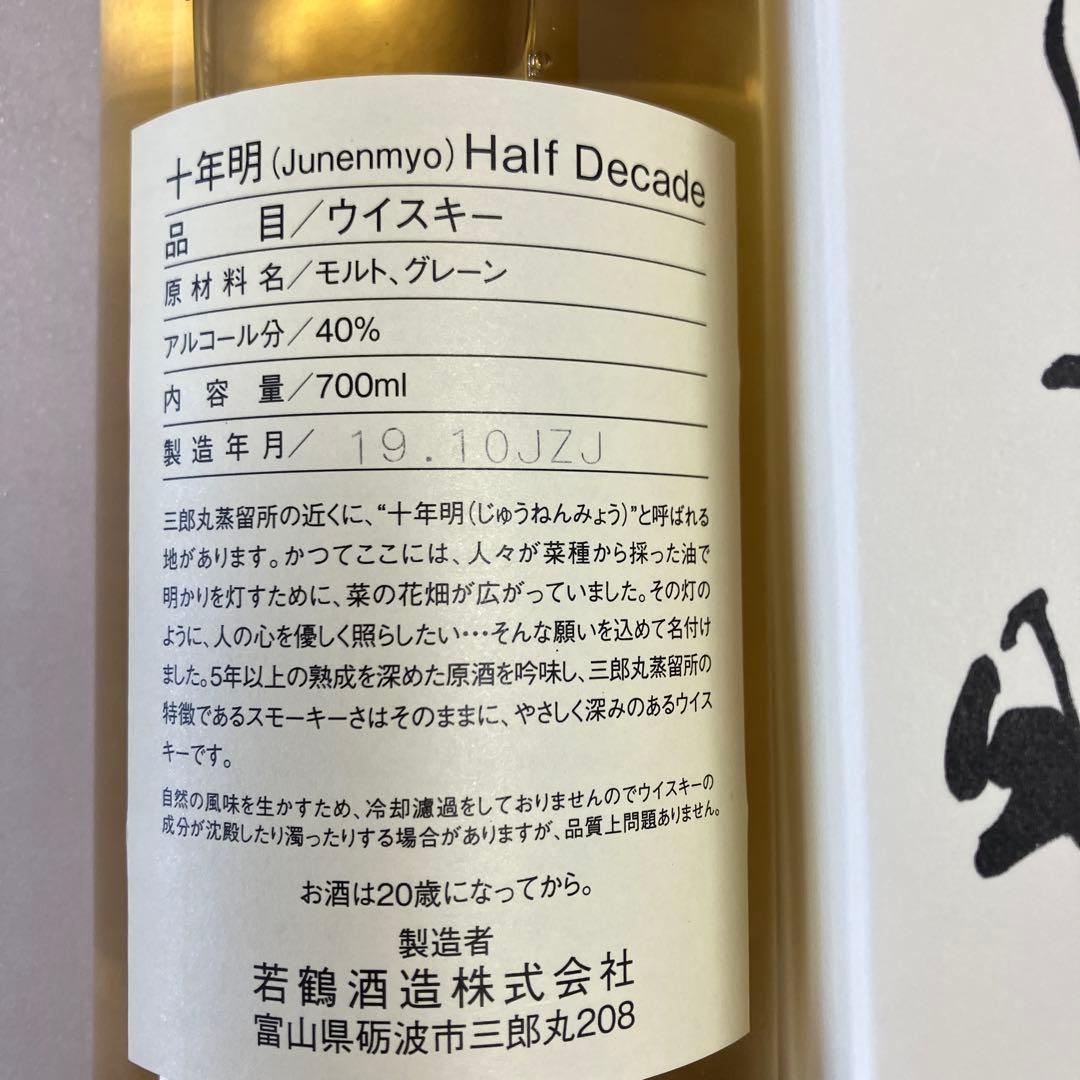 十年明(Junenmyo) Half Decade
品目/ウイスキー
原材料名/モルト、グレーン
アルコール分/40%
内容量/700ml
製造年月/ 19.10JZJ
三郎丸蒸留所の近くに、“十年明(じゅうねんみょう)”と呼ばれる
地があります。かつてここには、人々が菜種から採った油で
明かりを灯すために、菜の花畑が広がっていました。その灯の
ように、人の心を優しく照らしたい…そんな願いを込めて名付け
ました。5年以上の熟成を深めた原酒を吟味し、三郎丸蒸留所の
特徴であるスモーキーさはそのままに、やさしく深みのあるウイス
キーです。
自然の風味を生かすため、冷却濾過をしておりませんのでウイスキーの
成分が沈殿したり濁ったりする場合がありますが、品質上問題ありません。
お酒は20歳になってから。
製造者
若鶴酒造株式会社
富山県砺波市三郎丸208